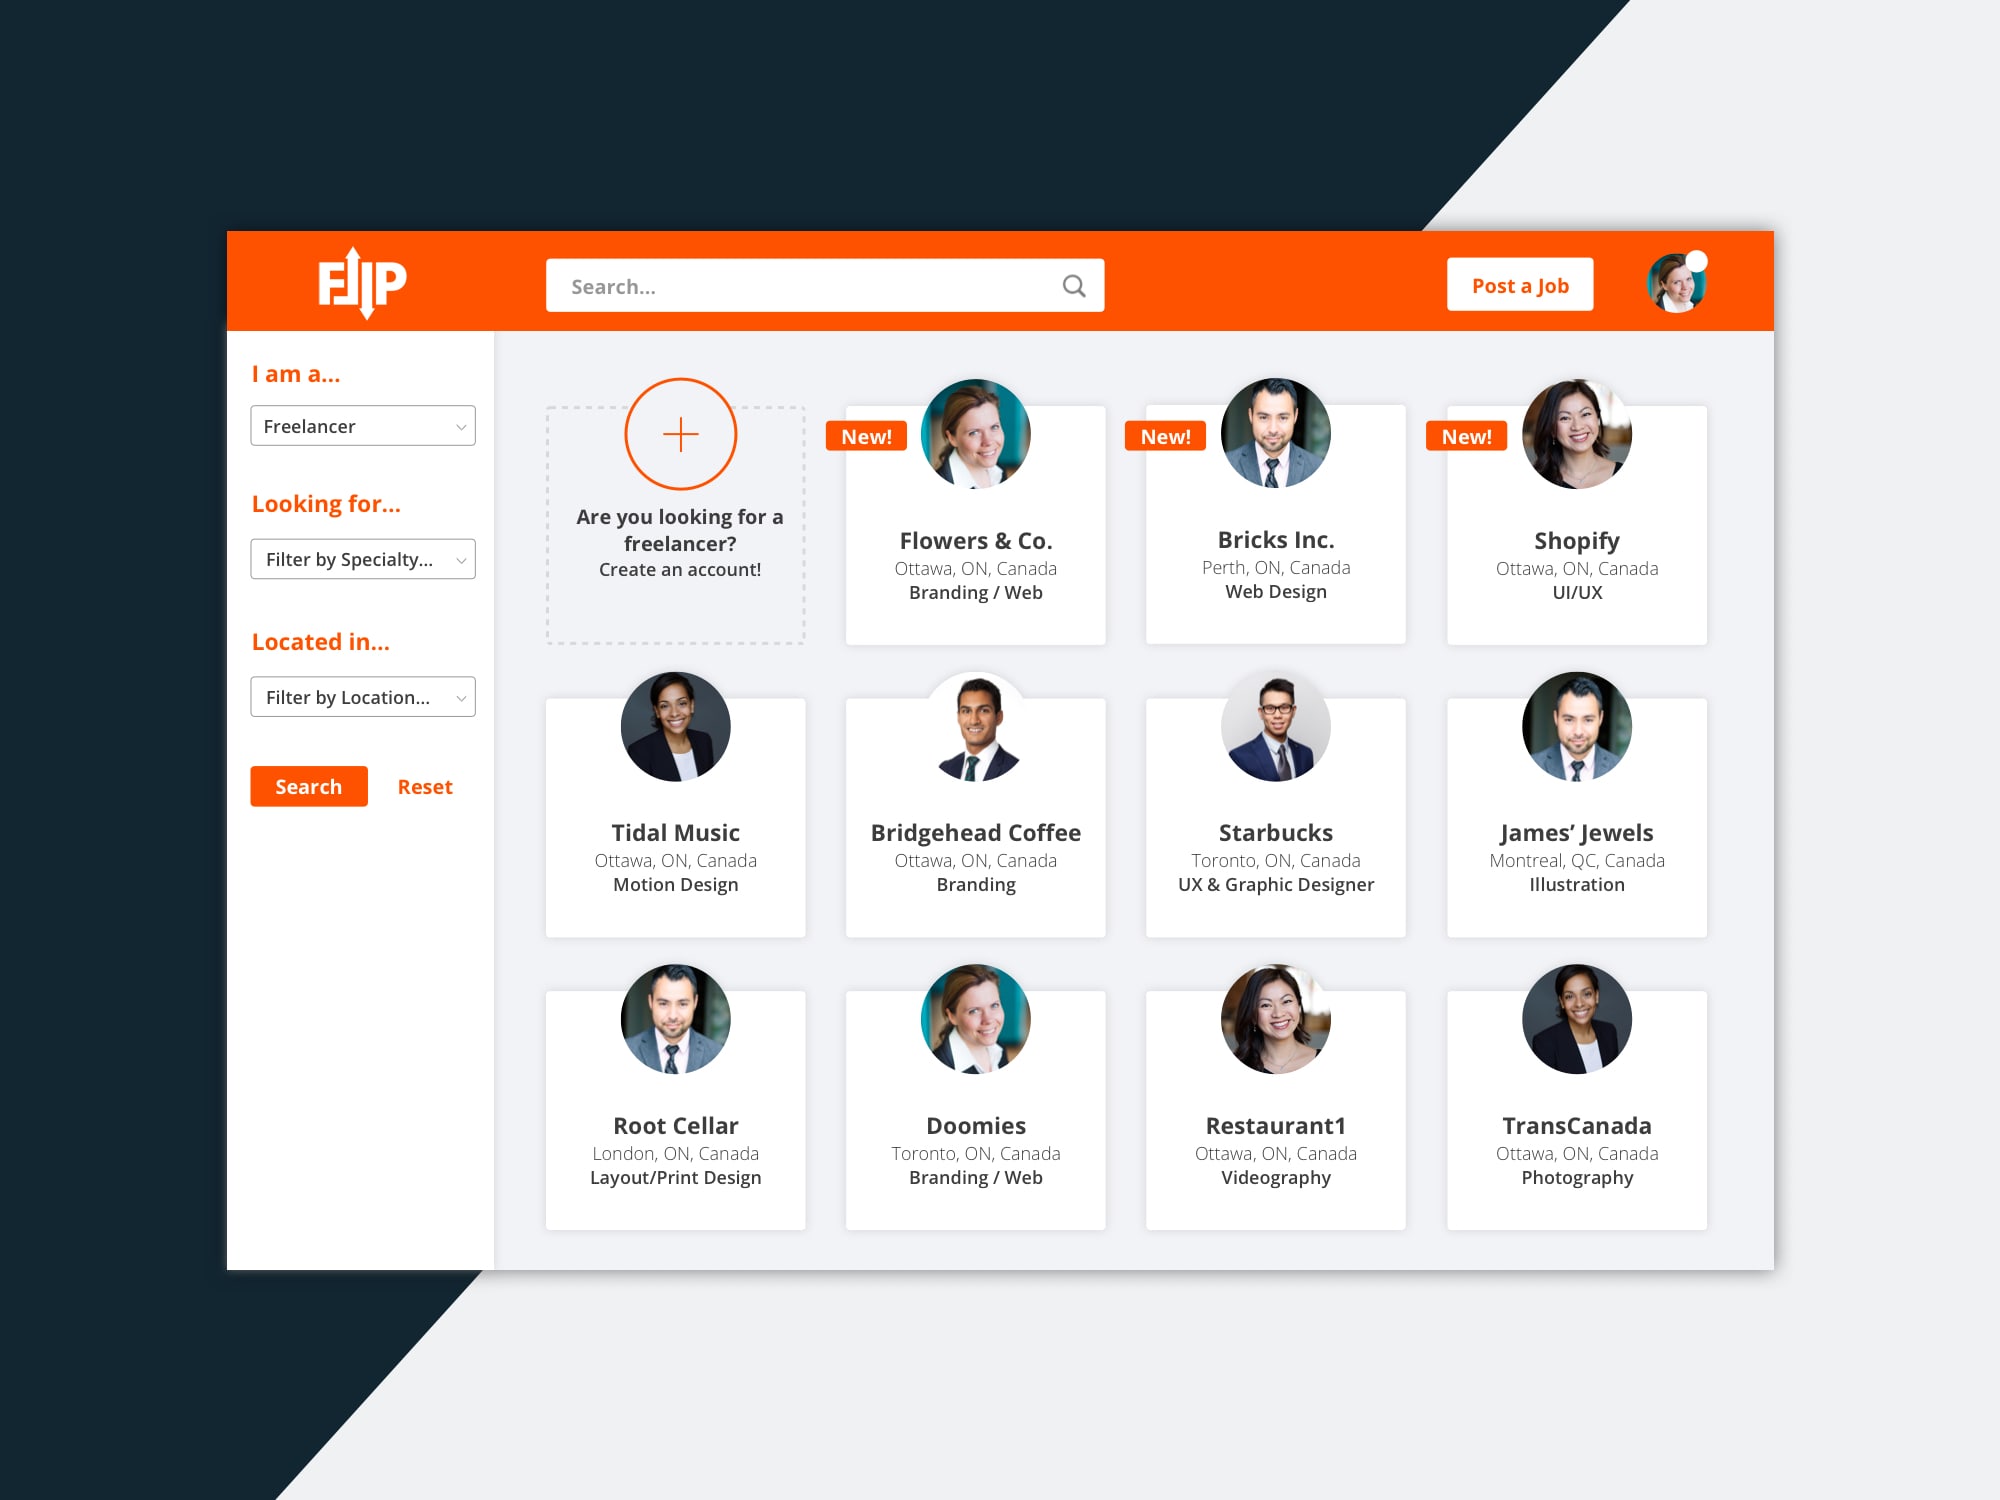 FLIP
Search...
Post a Job
I am a...
Freelancer
Looking for...
Filter by Specialty...
Located in...
Filter by Location...
Search
Reset
Are you looking for a
freelancer?
Create an account!
New!
Flowers & Co.
Ottawa, ON, Canada
Branding / Web
New!
Bricks Inc.
Perth, ON, Canada
Web Design
New!
Shopify
Ottawa, ON, Canada
UI/UX
Tidal Music
Ottawa, ON, Canada
Motion Design
Bridgehead Coffee
Ottawa, ON, Canada
Branding
Starbucks
Toronto, ON, Canada
UX & Graphic Designer
James’ Jewels
Montreal, QC, Canada
Illustration
Root Cellar
London, ON, Canada
Layout/Print Design
Doomies
Toronto, ON, Canada
Branding / Web
Restaurant1
Ottawa, ON, Canada
Videography
TransCanada
Ottawa, ON, Canada
Photography